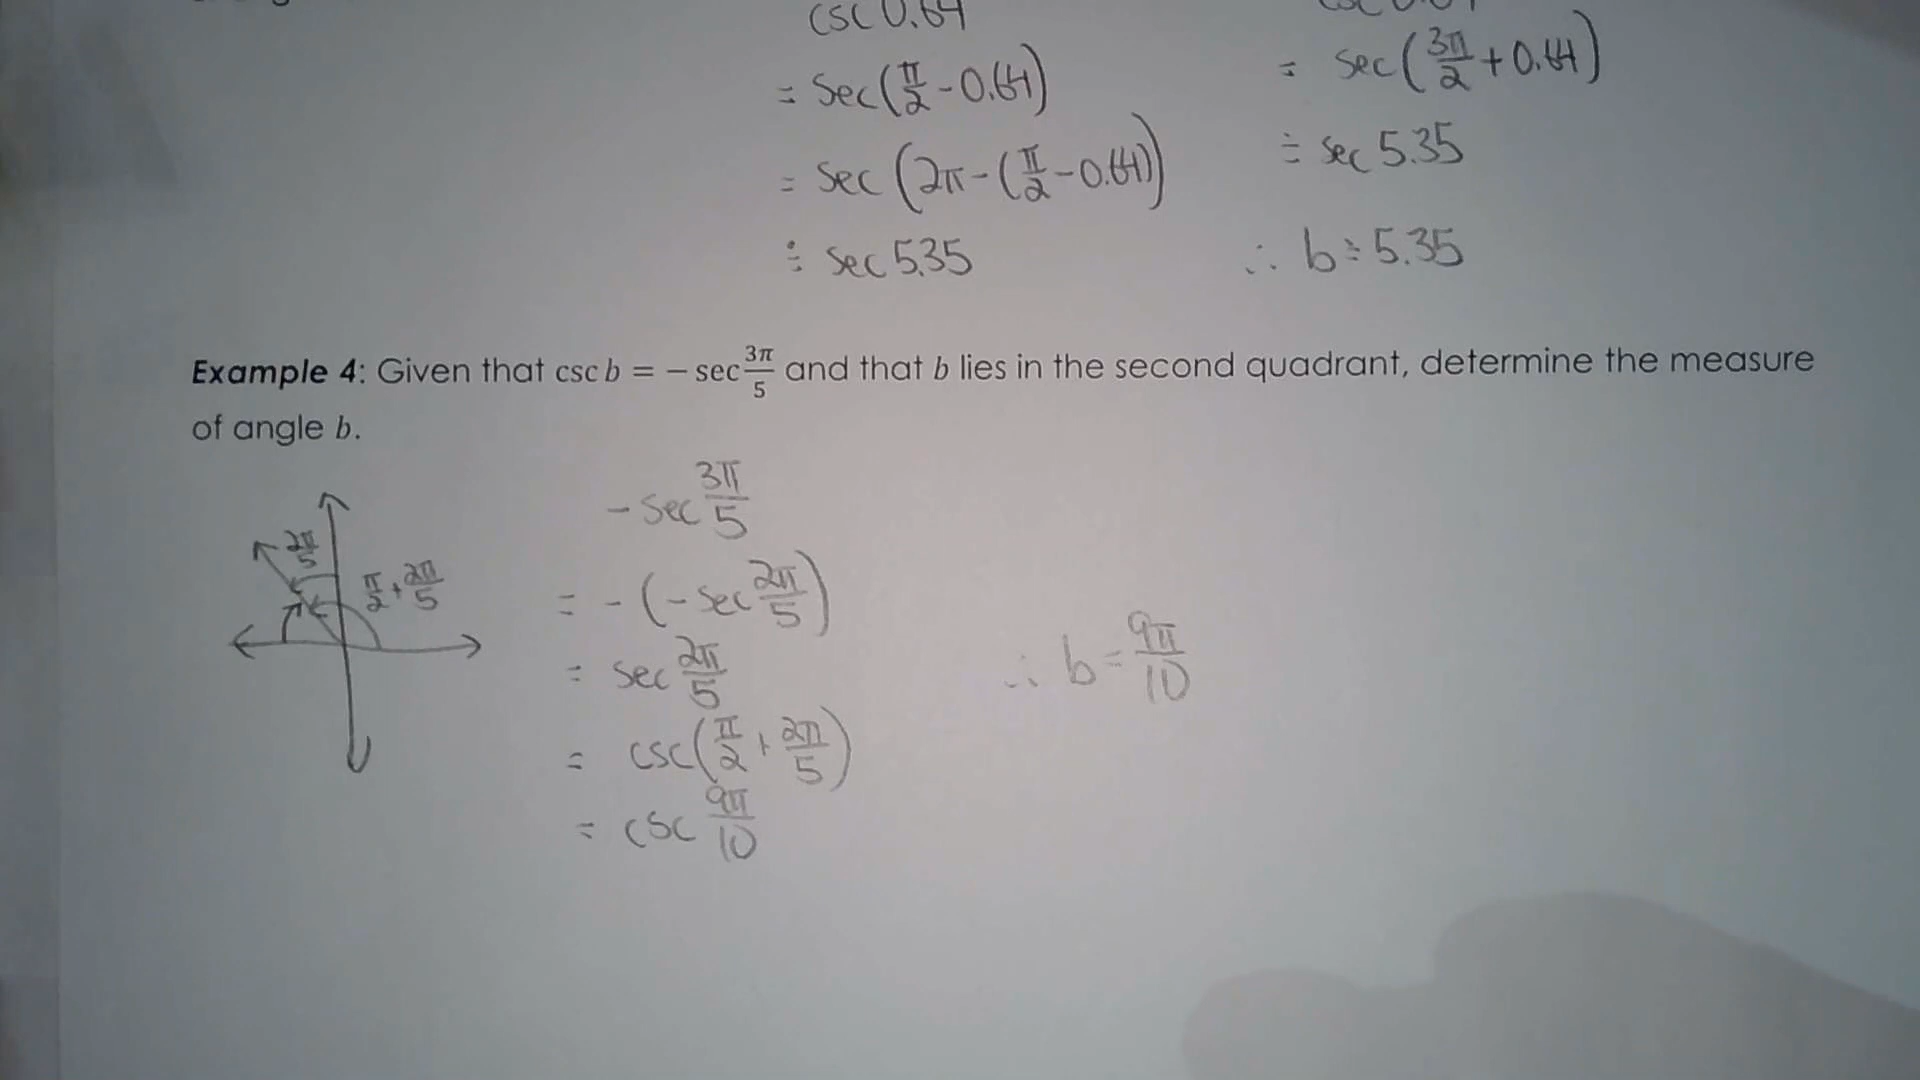 csc 0.64
= sec(π/2 - 0.64)
= sec(2π - (π/2 - 0.64))
≐ sec 5.35
= sec(3π/2 + 0.64)
≐ sec 5.35
∴ b ≐ 5.35
Example 4: Given that csc b = − sec 3π/5 and that b lies in the second quadrant, determine the measure
of angle b.
2π/5
π/2 + 2π/5
- sec 3π/5
= - (- sec 2π/5)
= sec 2π/5
= csc(π/2 + 2π/5)
= csc 9π/10
∴ b = 9π/10